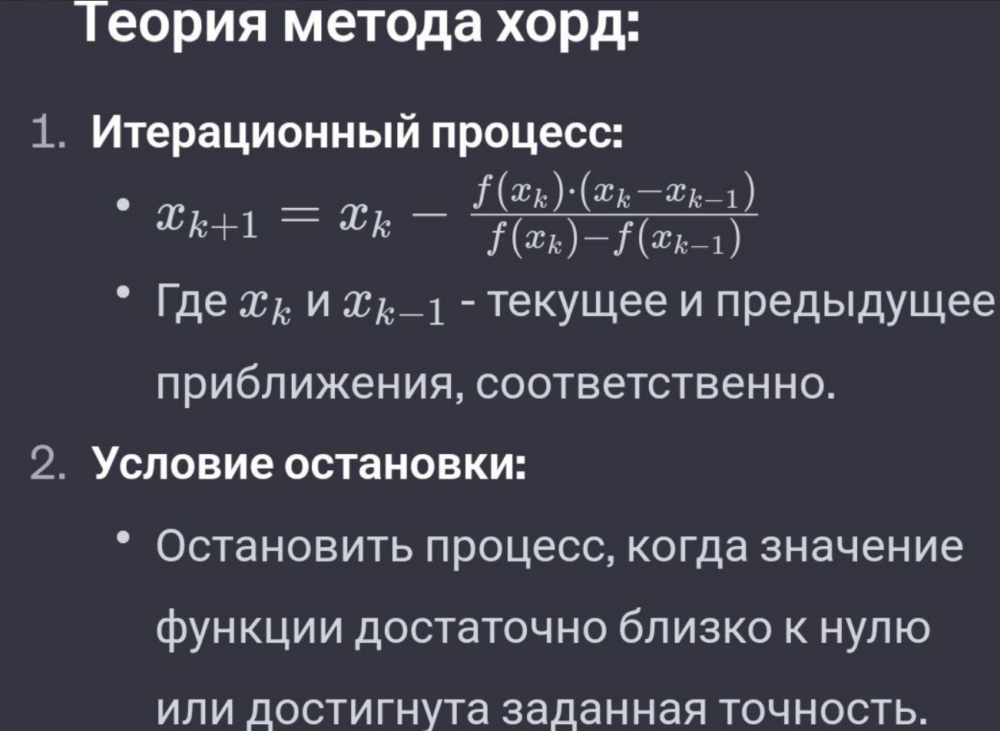 Теория метода хорд:
1. Итерационный процесс:
• x_{k+1} = x_k − \frac{f(x_k)·(x_k−x_{k−1})}{f(x_k)−f(x_{k−1})}
• Где x_k и x_{k−1} - текущее и предыдущее
приближения, соответственно.
2. Условие остановки:
• Остановить процесс, когда значение
функции достаточно близко к нулю
или достигнута заданная точность.